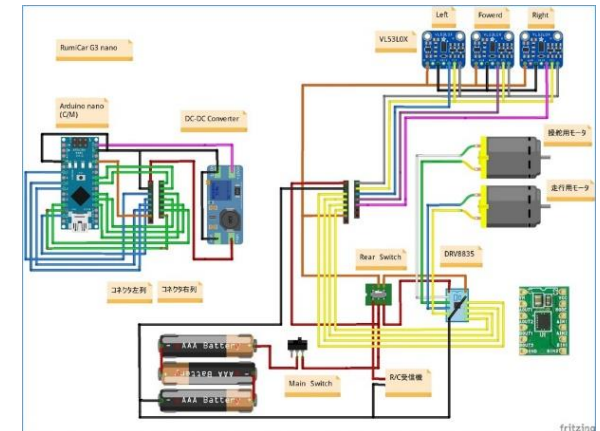 Left
Foward
Right
VL53L0X
RumiCar G3 nano
Arduino nano
(C/M)
DC-DC Converter
操舵用モータ
走行用モータ
Rear Switch
DRV8835
コネクタ左列
コネクタ右列
AAA Battery
AAA Battery
AAA Battery
Main Switch
R/C受信機
fritzing